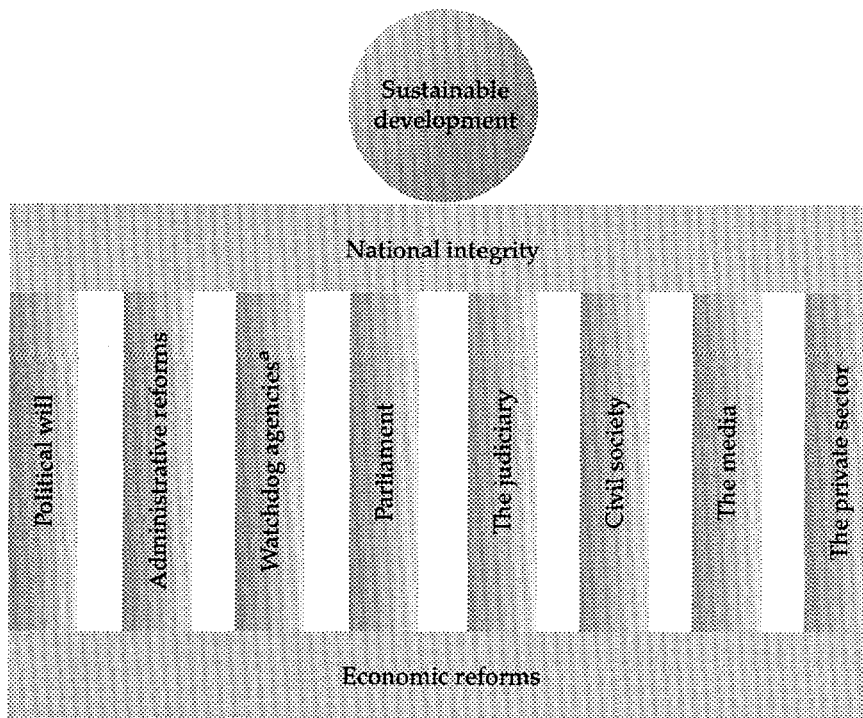 Sustainable
development
National integrity
Political will
Administrative reforms
Watchdog agenciesª
Parliament
The judiciary
Civil society
The media
The private sector
Economic reforms